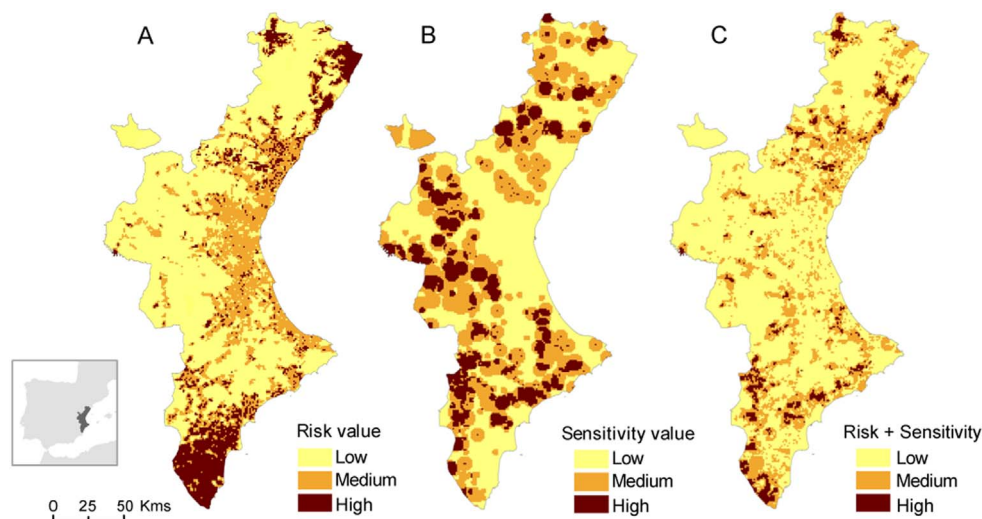 A
B
C
Risk value
Low
Medium
High
Sensitivity value
Low
Medium
High
Risk + Sensitivity
Low
Medium
High
0 25 50 Kms